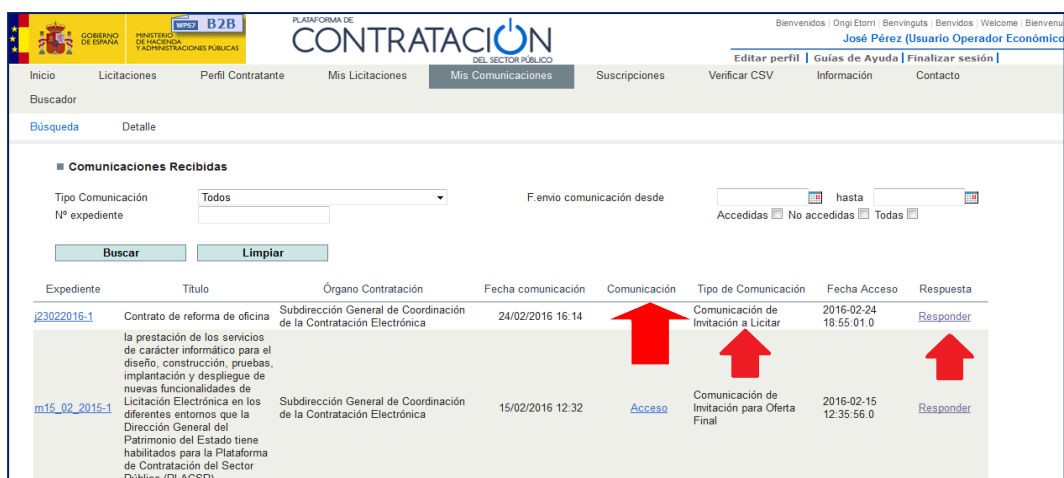 GOBIERNO DE ESPAÑA
MINISTERIO DE HACIENDA Y ADMINISTRACIONES PÚBLICAS
WPS7 B2B
PLATAFORMA DE
CONTRATACIÓN
DEL SECTOR PÚBLICO
Bienvenidos | Ongi Etorri | Benvinguts | Benvidos | Welcome | Bienvenu
José Pérez (Usuario Operador Económico
Editar perfil | Guías de Ayuda | Finalizar sesión |
Inicio Licitaciones Perfil Contratante Mis Licitaciones Mis Comunicaciones Suscripciones Verificar CSV Información Contacto
Buscador
Búsqueda Detalle
Comunicaciones Recibidas
Tipo Comunicación Todos F.envio comunicación desde hasta
Nº expediente Accedidas No accedidas Todas
Buscar Limpiar
Expediente Título Órgano Contratación Fecha comunicación Comunicación Tipo de Comunicación Fecha Acceso Respuesta
j23022016-1 Contrato de reforma de oficina Subdirección General de Coordinación de la Contratación Electrónica 24/02/2016 16:14 Comunicación de Invitación a Licitar 2016-02-24 18:55:01.0 Responder
la prestación de los servicios
de carácter informático para el
diseño, construcción, pruebas,
implantación y despliegue de
nuevas funcionalidades de
m15_02_2015-1 Licitación Electrónica en los Subdirección General de Coordinación 15/02/2016 12:32 Acceso Comunicación de Invitación para Oferta Final 2016-02-15 12:35:56.0 Responder
diferentes entornos que la de la Contratación Electrónica
Dirección General del
Patrimonio del Estado tiene
habilitados para la Plataforma
de Contratación del Sector
Público (PLACSP)